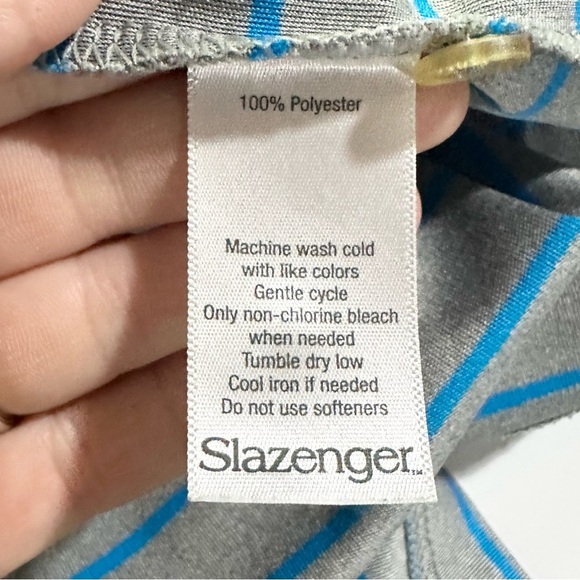 100% Polyester
Machine wash cold
with like colors
Gentle cycle
Only non-chlorine bleach
when needed
Tumble dry low
Cool iron if needed
Do not use softeners
Slazenger™